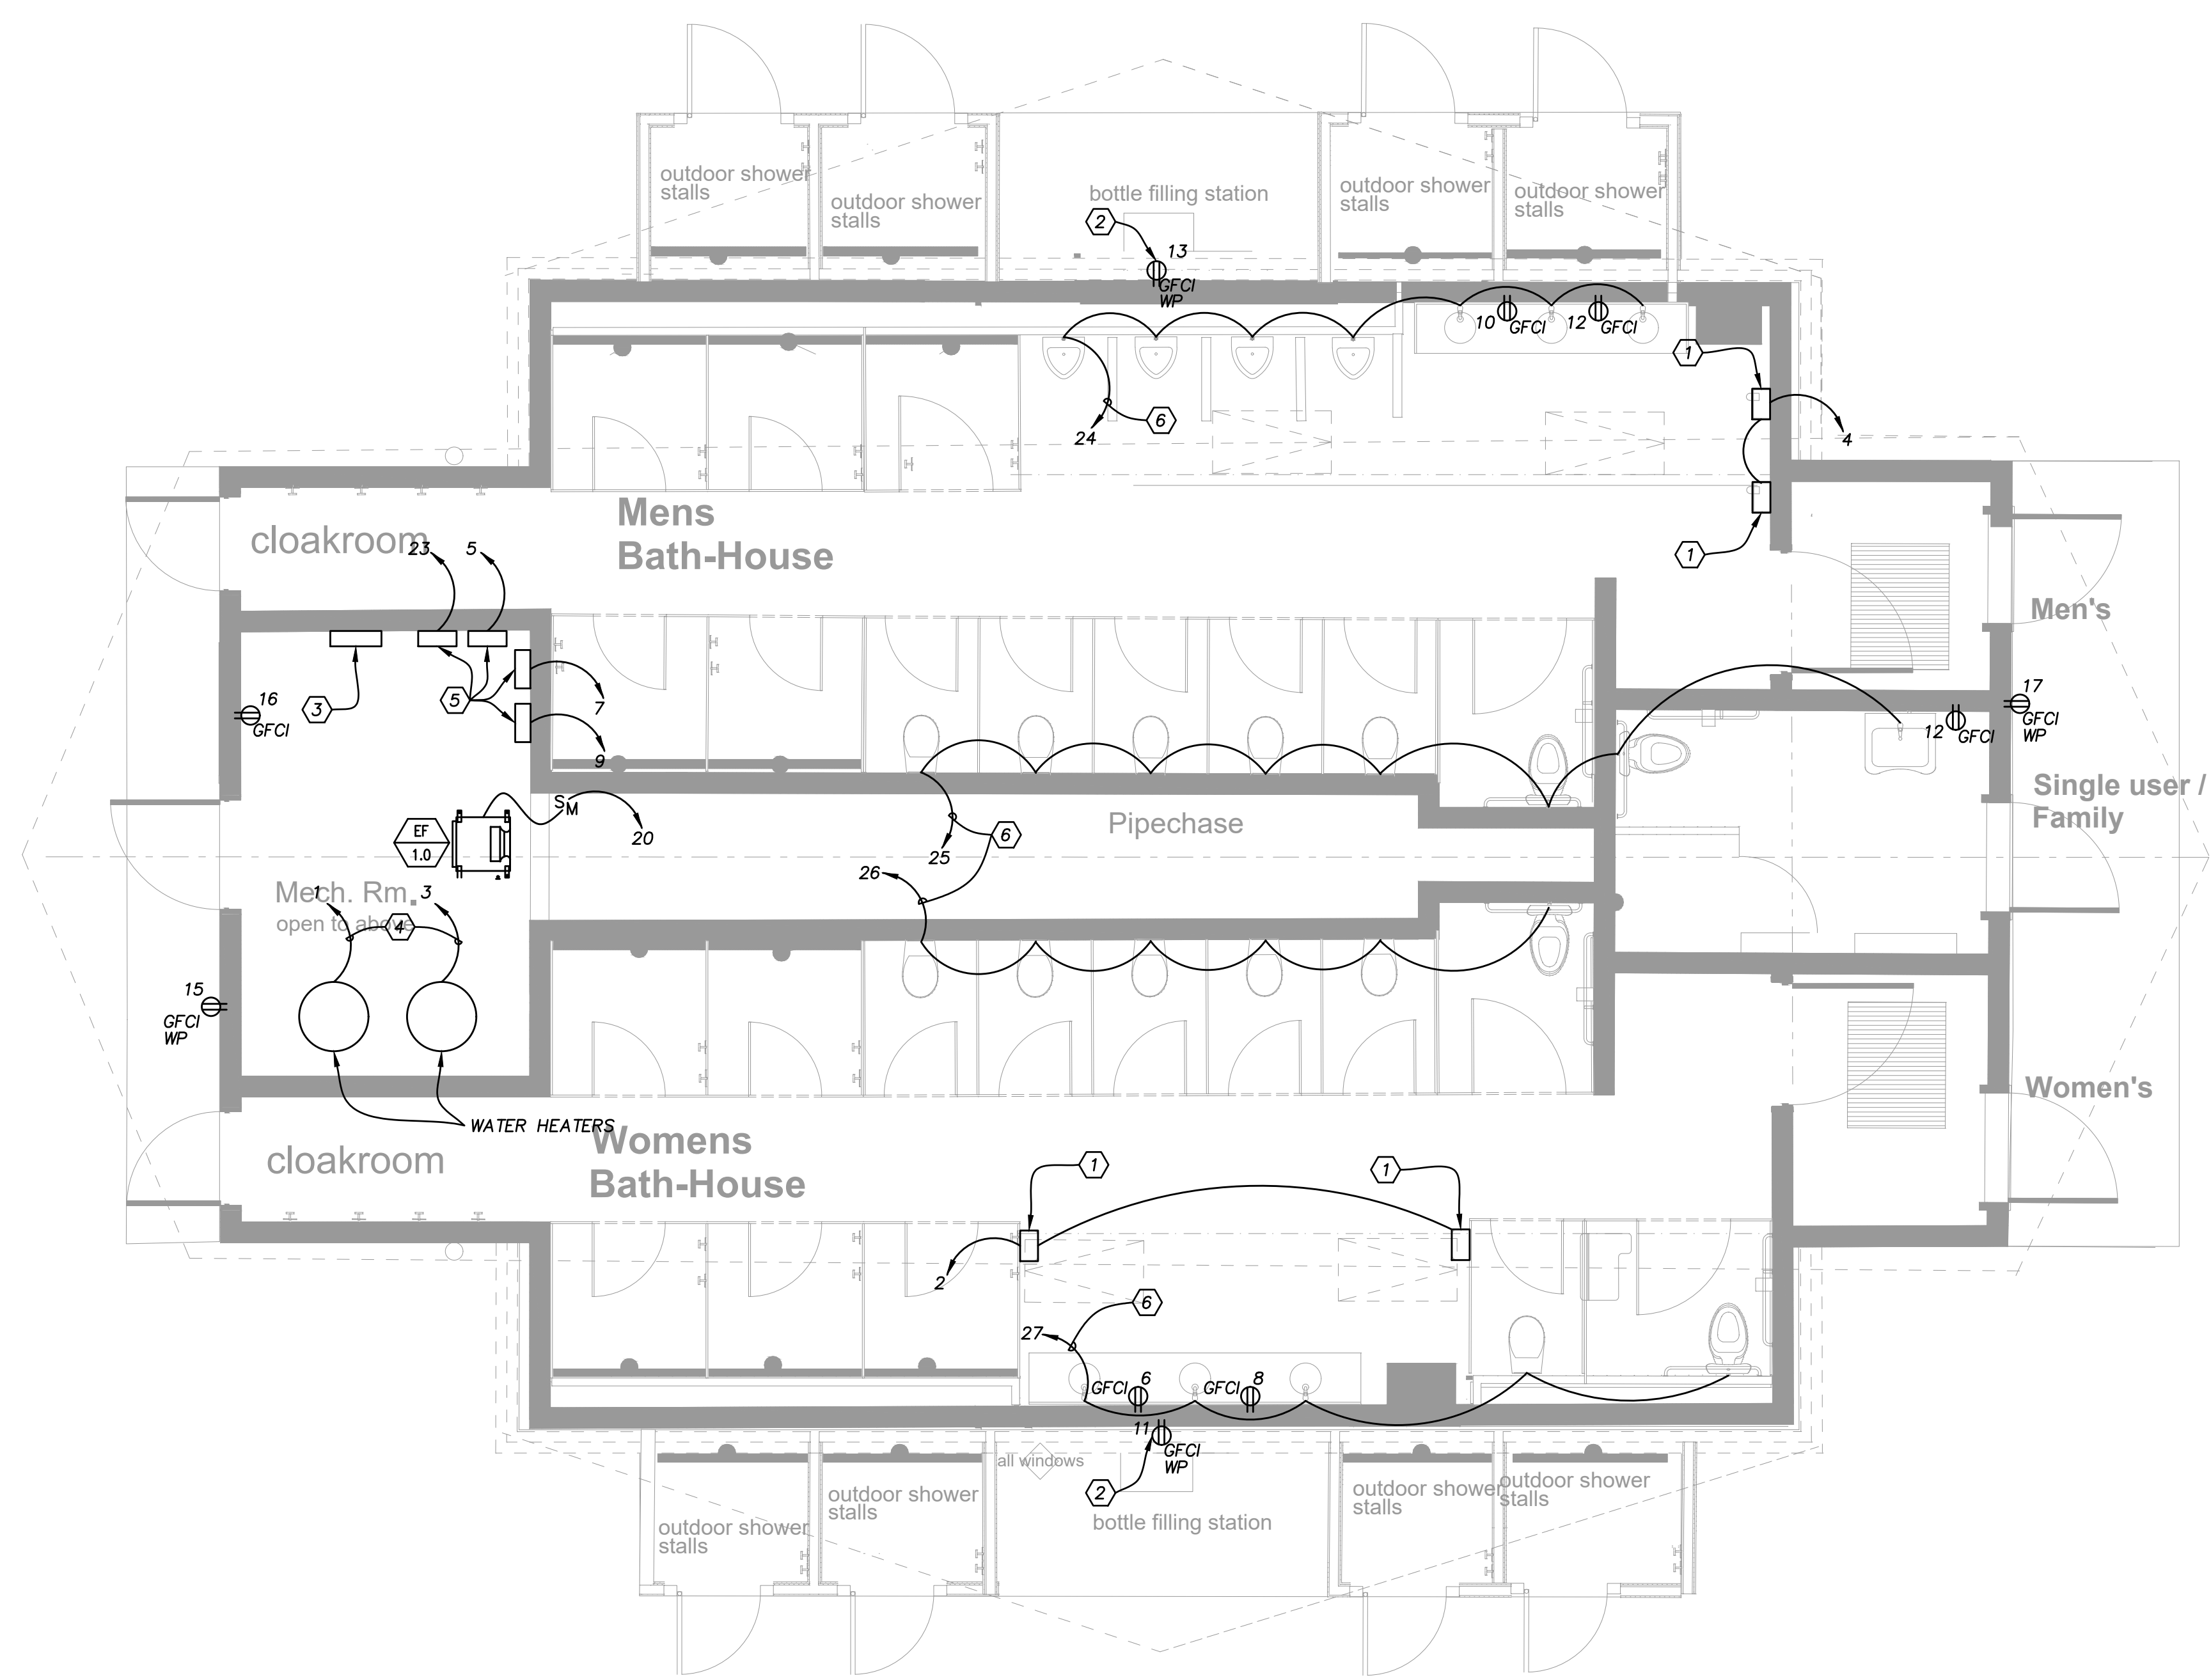 outdoor shower
stalls
outdoor shower
stalls
bottle filling station
outdoor shower
stalls
outdoor shower
stalls
2
13
GFCI
WP
10
GFCI
12
GFCI
1
6
24
4
Mens
Bath-House
cloakroom
23
5
1
Men's
3
5
16
GFCI
7
9
17
GFCI
WP
12
GFCI
Single user /
Family
SM
20
EF
1.0
Pipechase
6
25
26
Mech. Rm.
open to above
1
3
4
15
GFCI
WP
Women's
WATER HEATERS
Womens
Bath-House
cloakroom
1
1
2
6
27
GFCI
6
GFCI
8
11
GFCI
WP
2
all windows
bottle filling station
outdoor shower
stalls
outdoor shower
stalls
outdoor shower
stalls
outdoor shower
stalls